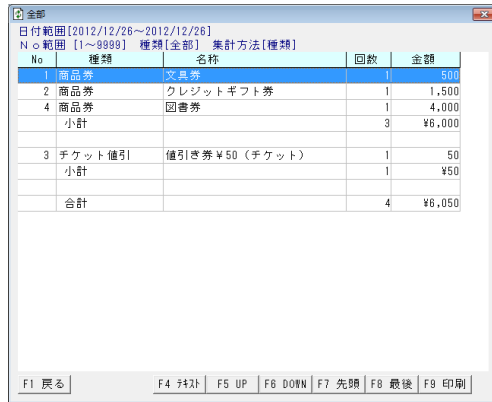 全部
日付範囲[2012/12/26～2012/12/26]
Ｎｏ範囲 [1～9999] 種類[全部] 集計方法[種類]
No 種類 名称 回数 金額
1 商品券 文具券 1 500
2 商品券 クレジットギフト券 1 1,500
4 商品券 図書券 1 4,000
小計 3 ¥6,000
3 チケット値引 値引き券￥50（チケット） 1 50
小計 1 ¥50
合計 4 ¥6,050
F1 戻る F4 ﾃｷｽﾄ F5 UP F6 DOWN F7 先頭 F8 最後 F9 印刷